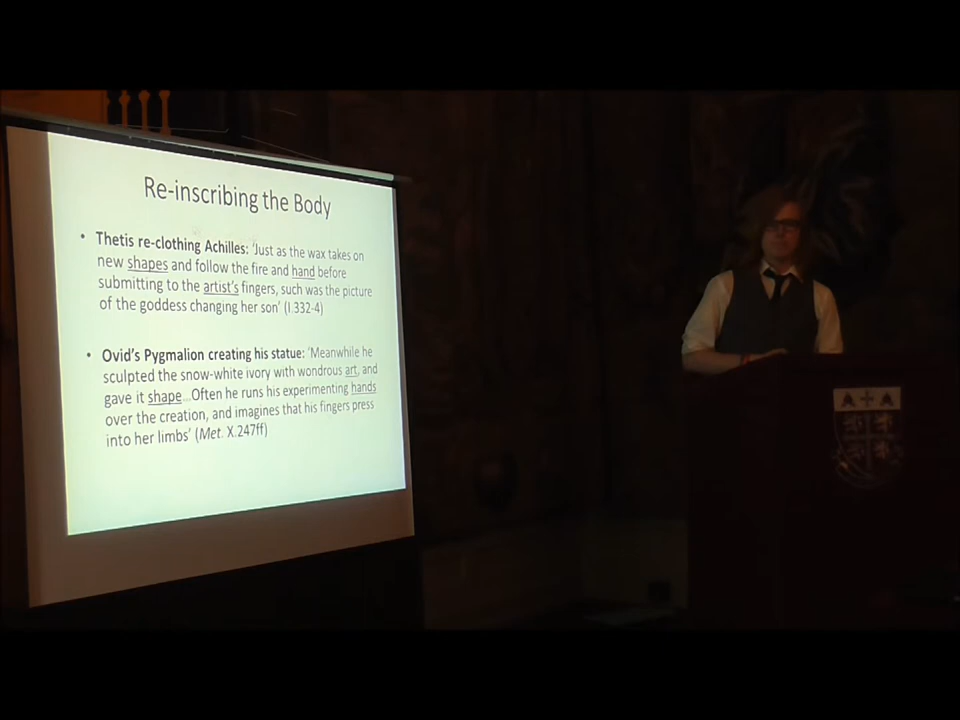 Re-inscribing the Body
• Thetis re-clothing Achilles: 'Just as the wax takes on
new shapes and follow the fire and hand before
submitting to the artist's fingers, such was the picture
of the goddess changing her son' (I.332-4)
• Ovid's Pygmalion creating his statue: 'Meanwhile he
sculpted the snow-white ivory with wondrous art, and
gave it shape...Often he runs his experimenting hands
over the creation, and imagines that his fingers press
into her limbs' (Met. X.247ff)